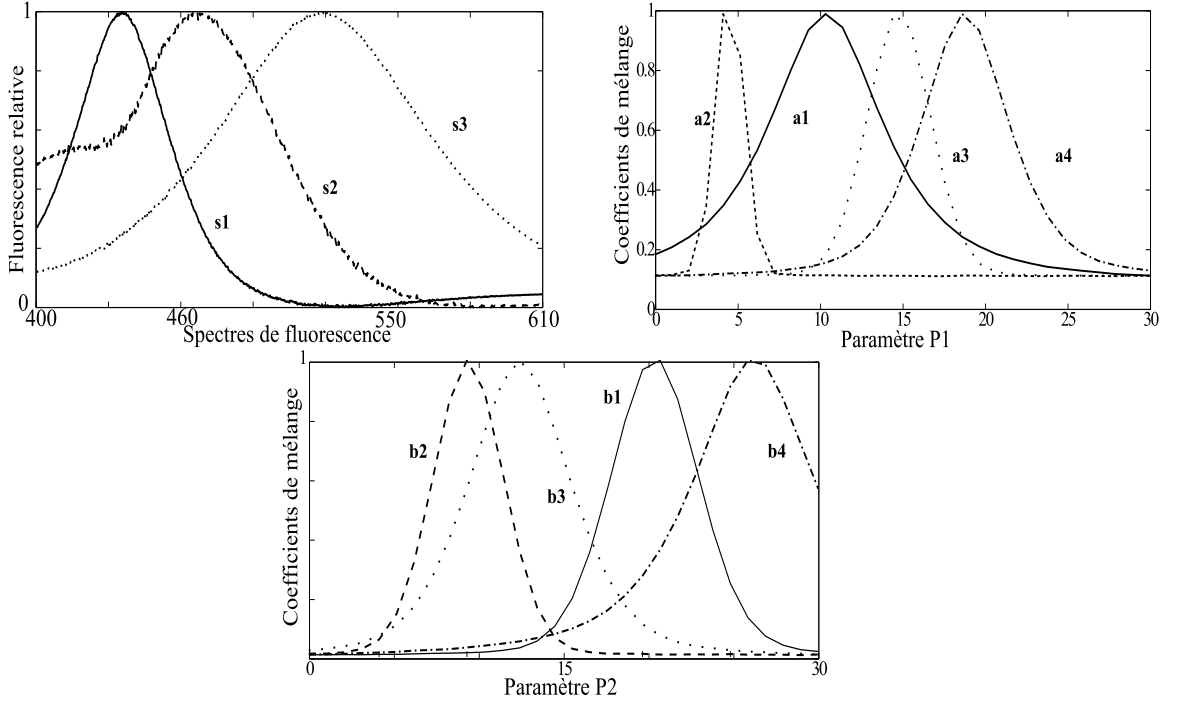 1
Fluorescence relative
s3
s2
s1
0
400
460
550
610
Spectres de fluorescence
1
0.8
0.6
0.4
0.2
0
Coefficients de mélange
a2
a1
a3
a4
0
5
10
15
20
25
30
Paramètre P1
1
Coefficients de mélange
b1
b2
b4
b3
0
15
30
Paramètre P2